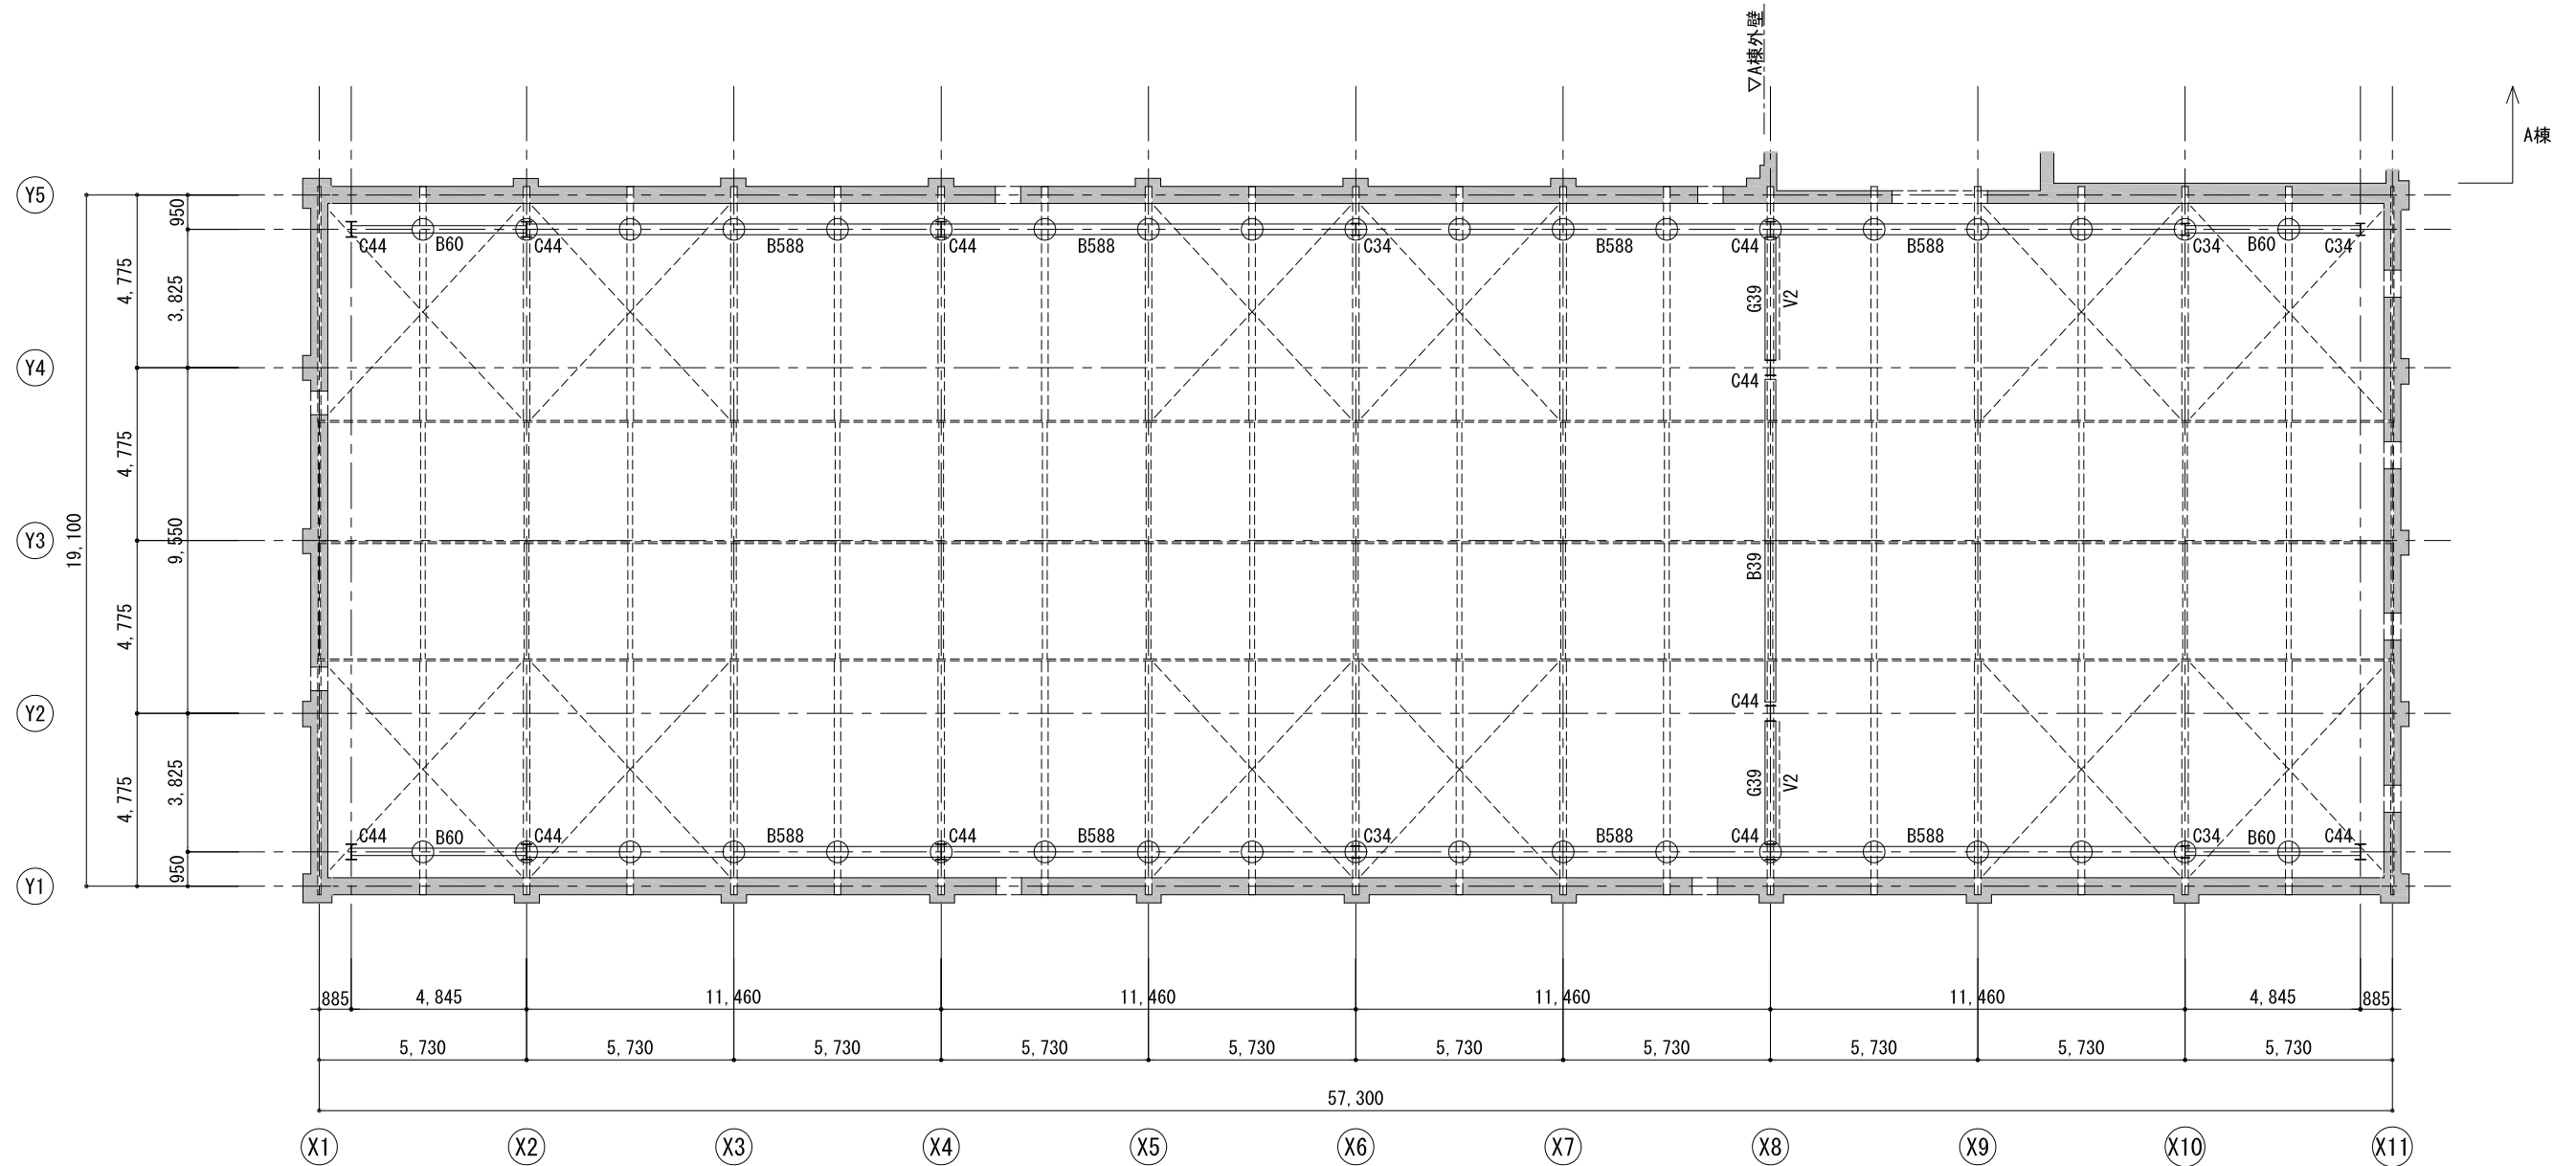 ▽A棟外壁
A棟
Y5
950
C44
B60
C44
B588
C44
B588
C34
B588
C44
B588
C34
B60
C34
4,775
3,825
G39
V2
Y4
C44
4,775
9,550
19,100
Y3
B39
4,775
C44
Y2
4,775
3,825
G39
V2
C44
B60
C44
B588
C44
B588
C34
B588
C44
B588
C34
B60
C44
950
Y1
885
4,845
11,460
11,460
11,460
11,460
4,845
885
5,730
5,730
5,730
5,730
5,730
5,730
5,730
5,730
5,730
5,730
57,300
X1
X2
X3
X4
X5
X6
X7
X8
X9
X10
X11